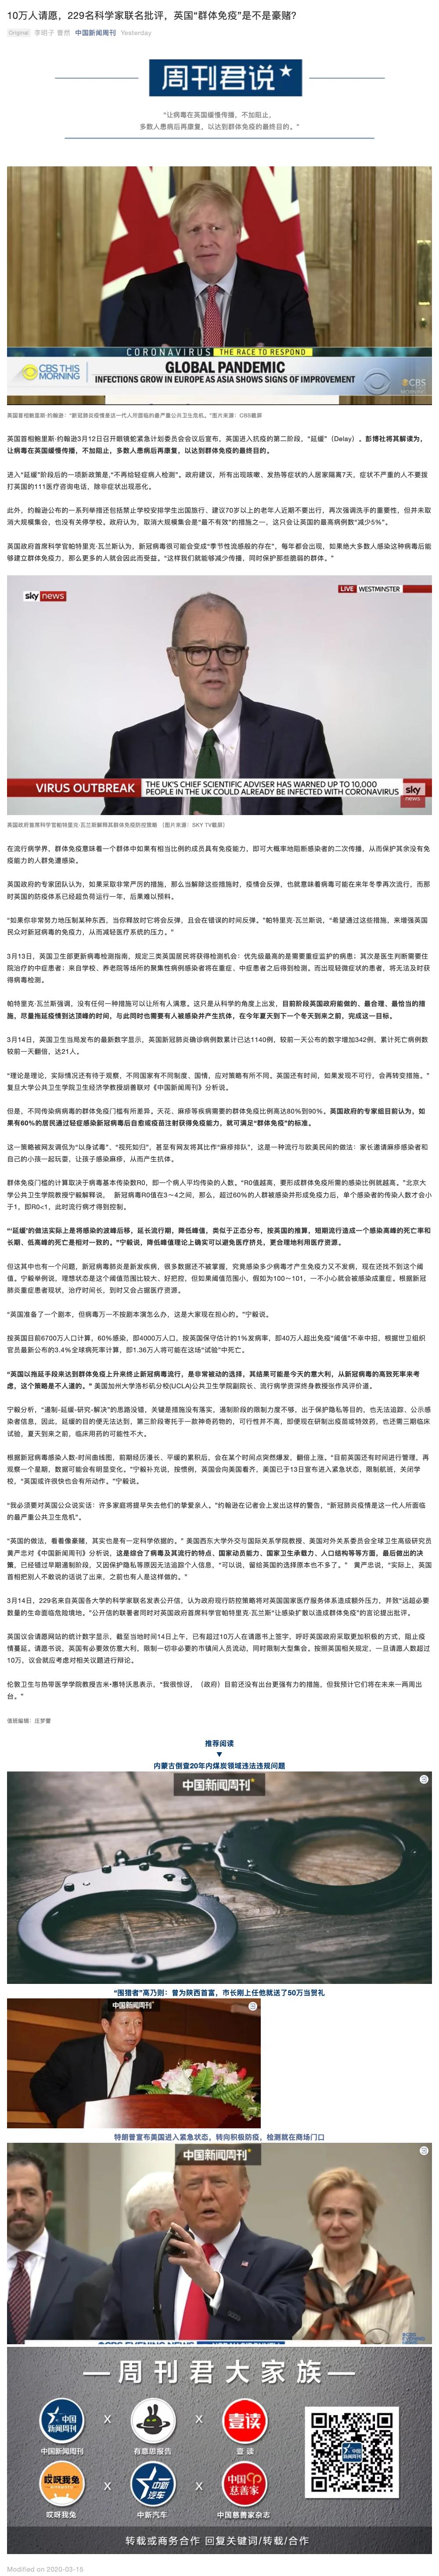 10万人请愿，229名科学家联名批评，英国“群体免疫”是不是豪赌？
Original 李明子 曹然 中国新闻周刊 Yesterday
周刊君说
“让病毒在英国缓慢传播，不加阻止，
多数人患病后再康复，以达到群体免疫的最终目的。”
CORONAVIRUS THE RACE TO RESPOND
CBS THIS MORNING
GLOBAL PANDEMIC
INFECTIONS GROW IN EUROPE AS ASIA SHOWS SIGNS OF IMPROVEMENT
CBS
英国首相鲍里斯·约翰逊：“新冠肺炎疫情是这一代人所面临的最严重公共卫生危机。”图片来源：CBS截屏
英国首相鲍里斯·约翰逊3月12日召开眼镜蛇紧急计划委员会会议后宣布，英国进入抗疫的第二阶段，“延缓”（Delay）。彭博社将其解读为，
让病毒在英国缓慢传播，不加阻止，多数人患病后再康复，以达到群体免疫的最终目的。
进入“延缓”阶段后的一项新政策是，“不再给轻症病人检测”。政府建议，所有出现咳嗽、发热等症状的人居家隔离7天，症状不严重的人不要拨
打英国的111医疗咨询电话，除非症状出现恶化。
此外，约翰逊公布的一系列举措还包括禁止学校安排学生出国旅行、建议70岁以上的老年人近期不要出行，再次强调洗手的重要性，但并未取
消大规模集会，也没有关停学校。政府认为，取消大规模集会是“最不有效”的措施之一，这只会让英国的最高病例数“减少5%”。
英国政府首席科学官帕特里克·瓦兰斯认为，新冠病毒很可能会变成“季节性流感般的存在”，每年都会出现，如果绝大多数人感染这种病毒后能
够建立群体免疫力，那么更多的人就会因此而受益。“这样我们就能够减少传播，同时保护那些脆弱的群体。”
sky news
LIVE WESTMINSTER
VIRUS OUTBREAK
THE UK'S CHIEF SCIENTIFIC ADVISER HAS WARNED UP TO 10,000
PEOPLE IN THE UK COULD ALREADY BE INFECTED WITH CORONAVIRUS
sky news
英国政府首席科学官帕特里克·瓦兰斯解释其群体免疫防控策略 （图片来源：SKY TV截屏）
在流行病学界，群体免疫意味着一个群体中如果有相当比例的成员具有免疫能力，即可大概率地阻断感染者的二次传播，从而保护其余没有免
疫能力的人群免遭感染。
英国政府的专家团队认为，如果采取非常严厉的措施，那么当解除这些措施时，疫情会反弹，也就意味着病毒可能在来年冬季再次流行，而那
时英国的防疫体系已经超负荷运行一年，后果难以预料。
“如果你非常努力地压制某种东西，当你释放时它将会反弹，且会在错误的时间反弹。”帕特里克·瓦兰斯说，“希望通过这些措施，来增强英国
民众对新冠病毒的免疫力，从而减轻医疗系统的压力。”
3月13日，英国卫生部更新病毒检测指南，规定三类英国居民将获得检测机会：优先级最高的是需要重症监护的病患；其次是医生判断需要住
院治疗的中症患者；来自学校、养老院等场所的聚集性病例感染者将在重症、中症患者之后得到检测。而出现轻微症状的患者，将无法及时获
得病毒检测。
帕特里克·瓦兰斯强调，没有任何一种措施可以让所有人满意。这只是从科学的角度上出发，目前阶段英国政府能做的、最合理、最恰当的措
施，尽量拖延疫情到达顶峰的时间，与此同时也需要有人被感染并产生抗体，在今年夏天到下一个冬天到来之前，完成这一目标。
3月14日，英国卫生当局发布的最新数字显示，英国新冠肺炎确诊病例数累计已达1140例，较前一天公布的数字增加342例，累计死亡病例数
较前一天翻倍，达21人。
“理论是理论，实际情况还有待于观察，不同国家有不同制度、国情，应对策略有所不同。英国还有时间，如果发现不可行，会再转变措施。”
复旦大学公共卫生学院卫生经济学教授胡善联对《中国新闻周刊》分析说。
但是，不同传染病病毒的群体免疫门槛有所差异。天花、麻疹等疾病需要的群体免疫比例高达80%到90%。英国政府的专家组目前认为，如
果有60%的居民通过轻症感染新冠病毒后自愈或疫苗注射获得免疫能力，就可满足“群体免疫”的标准。
这一策略被网友调侃为“以身试毒”、“视死如归”，甚至有网友将其比作“麻疹排队”，这是一种流行与欧美民间的做法：家长邀请麻疹感染者和
自己的小孩一起玩耍，让孩子感染麻疹，从而产生抗体。
群体免疫门槛的计算取决于病毒基本传染数R0，即一个病人平均传染的人数。“R0值越高，要形成群体免疫所需的感染比例就越高。”北京大
学公共卫生学院教授宁毅解释说， 新冠病毒R0值在3～4之间，那么，超过60%的人群被感染并形成免疫力后，单个感染者的传染人数才会小
于1，即R0<1，此时流行病才得到控制。
“‘延缓’的做法实际上是将感染的波峰后移，延长流行期，降低峰值，类似于正态分布，按英国的推算，短期流行造成一个感染高峰的死亡率和
长期、低高峰的死亡是相对一致的。”宁毅说，降低峰值理论上确实可以避免医疗挤兑，更合理地利用医疗资源。
但这其中也有一个问题，新冠病毒肺炎是新发疾病，很多数据还不被掌握，究竟感染多少病毒才产生免疫力又不发病，现在还找不到这个阈
值。宁毅举例说，理想状态是这个阈值范围比较大、好把控，但如果阈值范围小，假如为100～101，一不小心就会被感染成重症。根据新冠
肺炎重症患者现状，治疗时间长，到时又会占据医疗资源。
“英国准备了一个剧本，但病毒万一不按剧本演怎么办，这是大家现在担心的。”宁毅说。
按英国目前6700万人口计算，60%感染，即4000万人口，按英国保守估计的1%发病率，即40万人超出免疫“阈值”不幸中招，根据世卫组织
官员最新公布的3.4%全球病死率计算，即1.36万人将可能在这场“试验”中死亡。
“英国以拖延手段来达到群体免疫上升来终止新冠病毒流行，是非常被动的选择，其结果可能是今天的意大利，从新冠病毒的高致死率来考
虑，这个策略是不人道的。”美国加州大学洛杉矶分校(UCLA)公共卫生学院副院长、流行病学资深终身教授张作风评价道。
宁毅分析，“遏制-延缓-研究-解决”的思路没错，关键是措施没有落实，遏制阶段的限制力度不够、出于保护隐私等目的，也无法追踪、公示感
染者信息，因此，延缓的目的便无法达到，第三阶段寄托于一款神奇药物的，可行性并不高，即便现在研制出疫苗或特效药，也还需三期临床
试验，夏天到来之前，临床用药的可能性不大。
根据新冠病毒感染人数-时间曲线图，前期经历漫长、平缓的累积后，会在某个时间点突然爆发，翻倍上涨。“目前英国还有时间进行管理，再
观察一个星期，数据可能会有明显变化。”宁毅补充说，按惯例，英国会向美国看齐，美国已于13日宣布进入紧急状态，限制航班，关闭学
校，“英国或许很快也会有所动作。”宁毅说。
“我必须要对英国公众说实话：许多家庭将提早失去他们的挚爱亲人。”约翰逊在记者会上发出这样的警告，“新冠肺炎疫情是这一代人所面临
的最严重公共卫生危机”。
“英国的做法，看着像豪赌，其实也是有一定科学依据的。”美国西东大学外交与国际关系学院教授、美国对外关系委员会全球卫生高级研究员
黄严忠对《中国新闻周刊》分析说，这是综合了病毒及其流行的特点、国家动员能力、国家卫生承载力、人口结构等等方面，最后做出的决
策，已经错过早期遏制阶段，又因保护隐私等原因无法追踪个人信息，“可以说，留给英国的选择原本也不多了。” 黄严忠说，“实际上，英国
首相把别人不敢说的话说了出来，之前也有人是这样做的。”
3月14日，229名来自英国各大学的科学家联名发表公开信，认为政府现行防控策略将对英国国家医疗服务体系造成额外压力，并致“远超必要
数量的生命面临危险境地。”公开信的联署者同时对英国政府首席科学官帕特里克·瓦兰斯“让感染扩散以造成群体免疫”的言论提出批评。
英国议会请愿网站的统计数字显示，截至当地时间14日上午，已有超过10万人在请愿书上签字，呼吁英国政府采取更加积极的方式，阻止疫
情蔓延。请愿书说，英国有必要效仿意大利，限制一切非必要的市镇间人员流动，同时限制大型集会。按照英国相关规定，一旦请愿人数超过
10万，议会就应考虑对相关议题进行辩论。
伦敦卫生与热带医学学院教授吉米·惠特沃思表示，“我很惊讶，（政府）目前还没有出台更强有力的措施，但我预计它们将在未来一两周出
台。”
值班编辑：庄梦蕾
推荐阅读
▼
内蒙古倒查20年内煤炭领域违法违规问题
中国新闻周刊
“围猎者”高乃则：曾为陕西首富，市长刚上任他就送了50万当贺礼
中国新闻周刊
特朗普宣布美国进入紧急状态，转向积极防疫，检测就在商场门口
中国新闻周刊
周刊君大家族
中国新闻周刊 X X 壹读
中国新闻周刊 有意思报告 壹读
哎呀我兔 X 中新汽车 X 中国慈善家
哎呀我兔 中新汽车 中国慈善家杂志
转载或商务合作 回复关键词/转载/合作
Modified on 2020-03-15